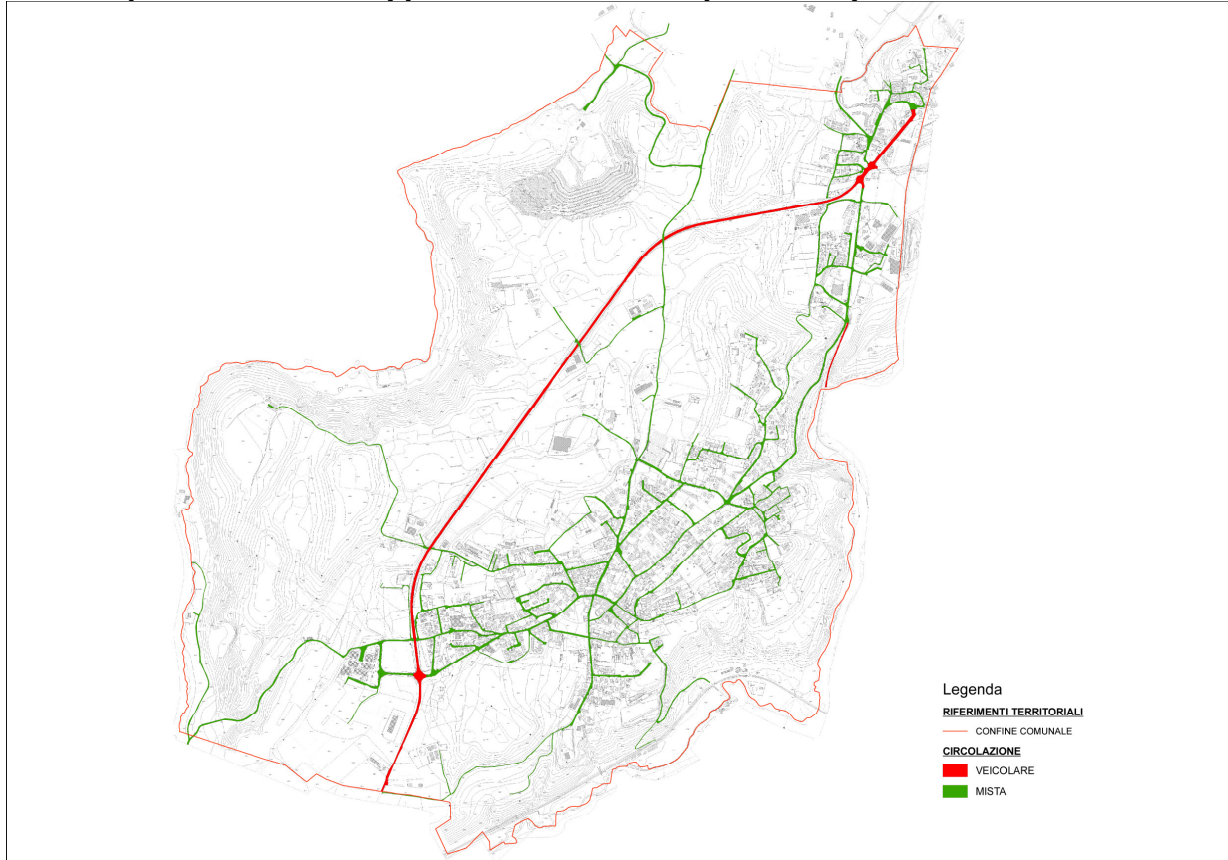 Legenda
RIFERIMENTI TERRITORIALI
CONFINE COMUNALE
CIRCOLAZIONE
VEICOLARE
MISTA